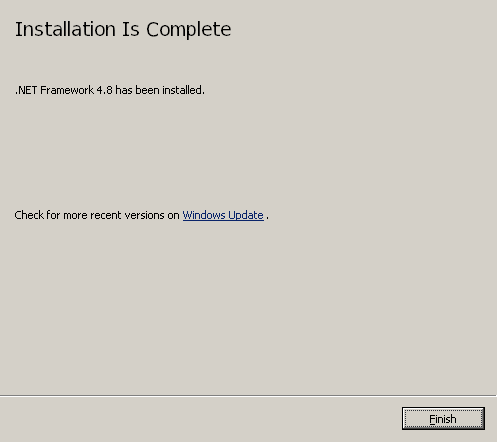 Installation Is Complete
.NET Framework 4.8 has been installed.
Check for more recent versions on Windows Update .
Finish